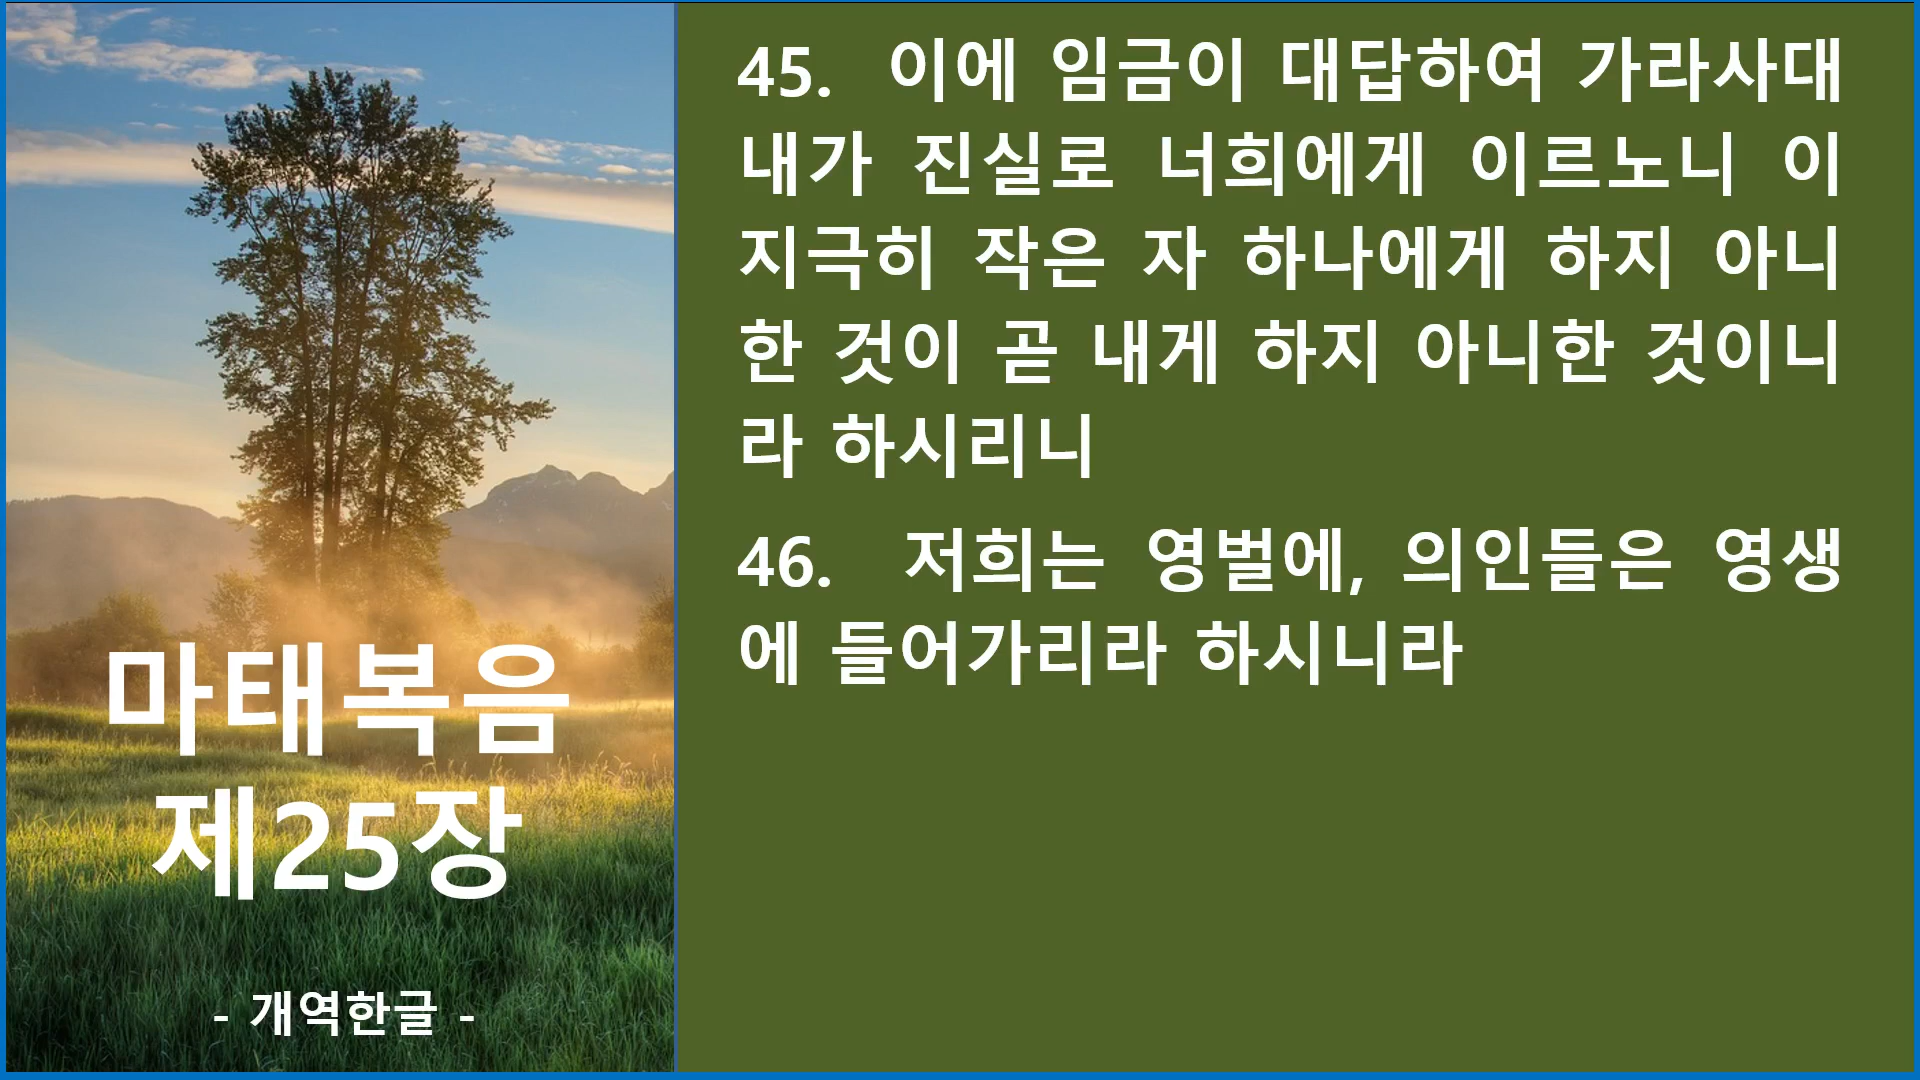 마태복음
제25장
- 개역한글 -
45. 이에 임금이 대답하여 가라사대
내가 진실로 너희에게 이르노니 이
지극히 작은 자 하나에게 하지 아니
한 것이 곧 내게 하지 아니한 것이니
라 하시리니
46. 저희는 영벌에, 의인들은 영생
에 들어가리라 하시니라